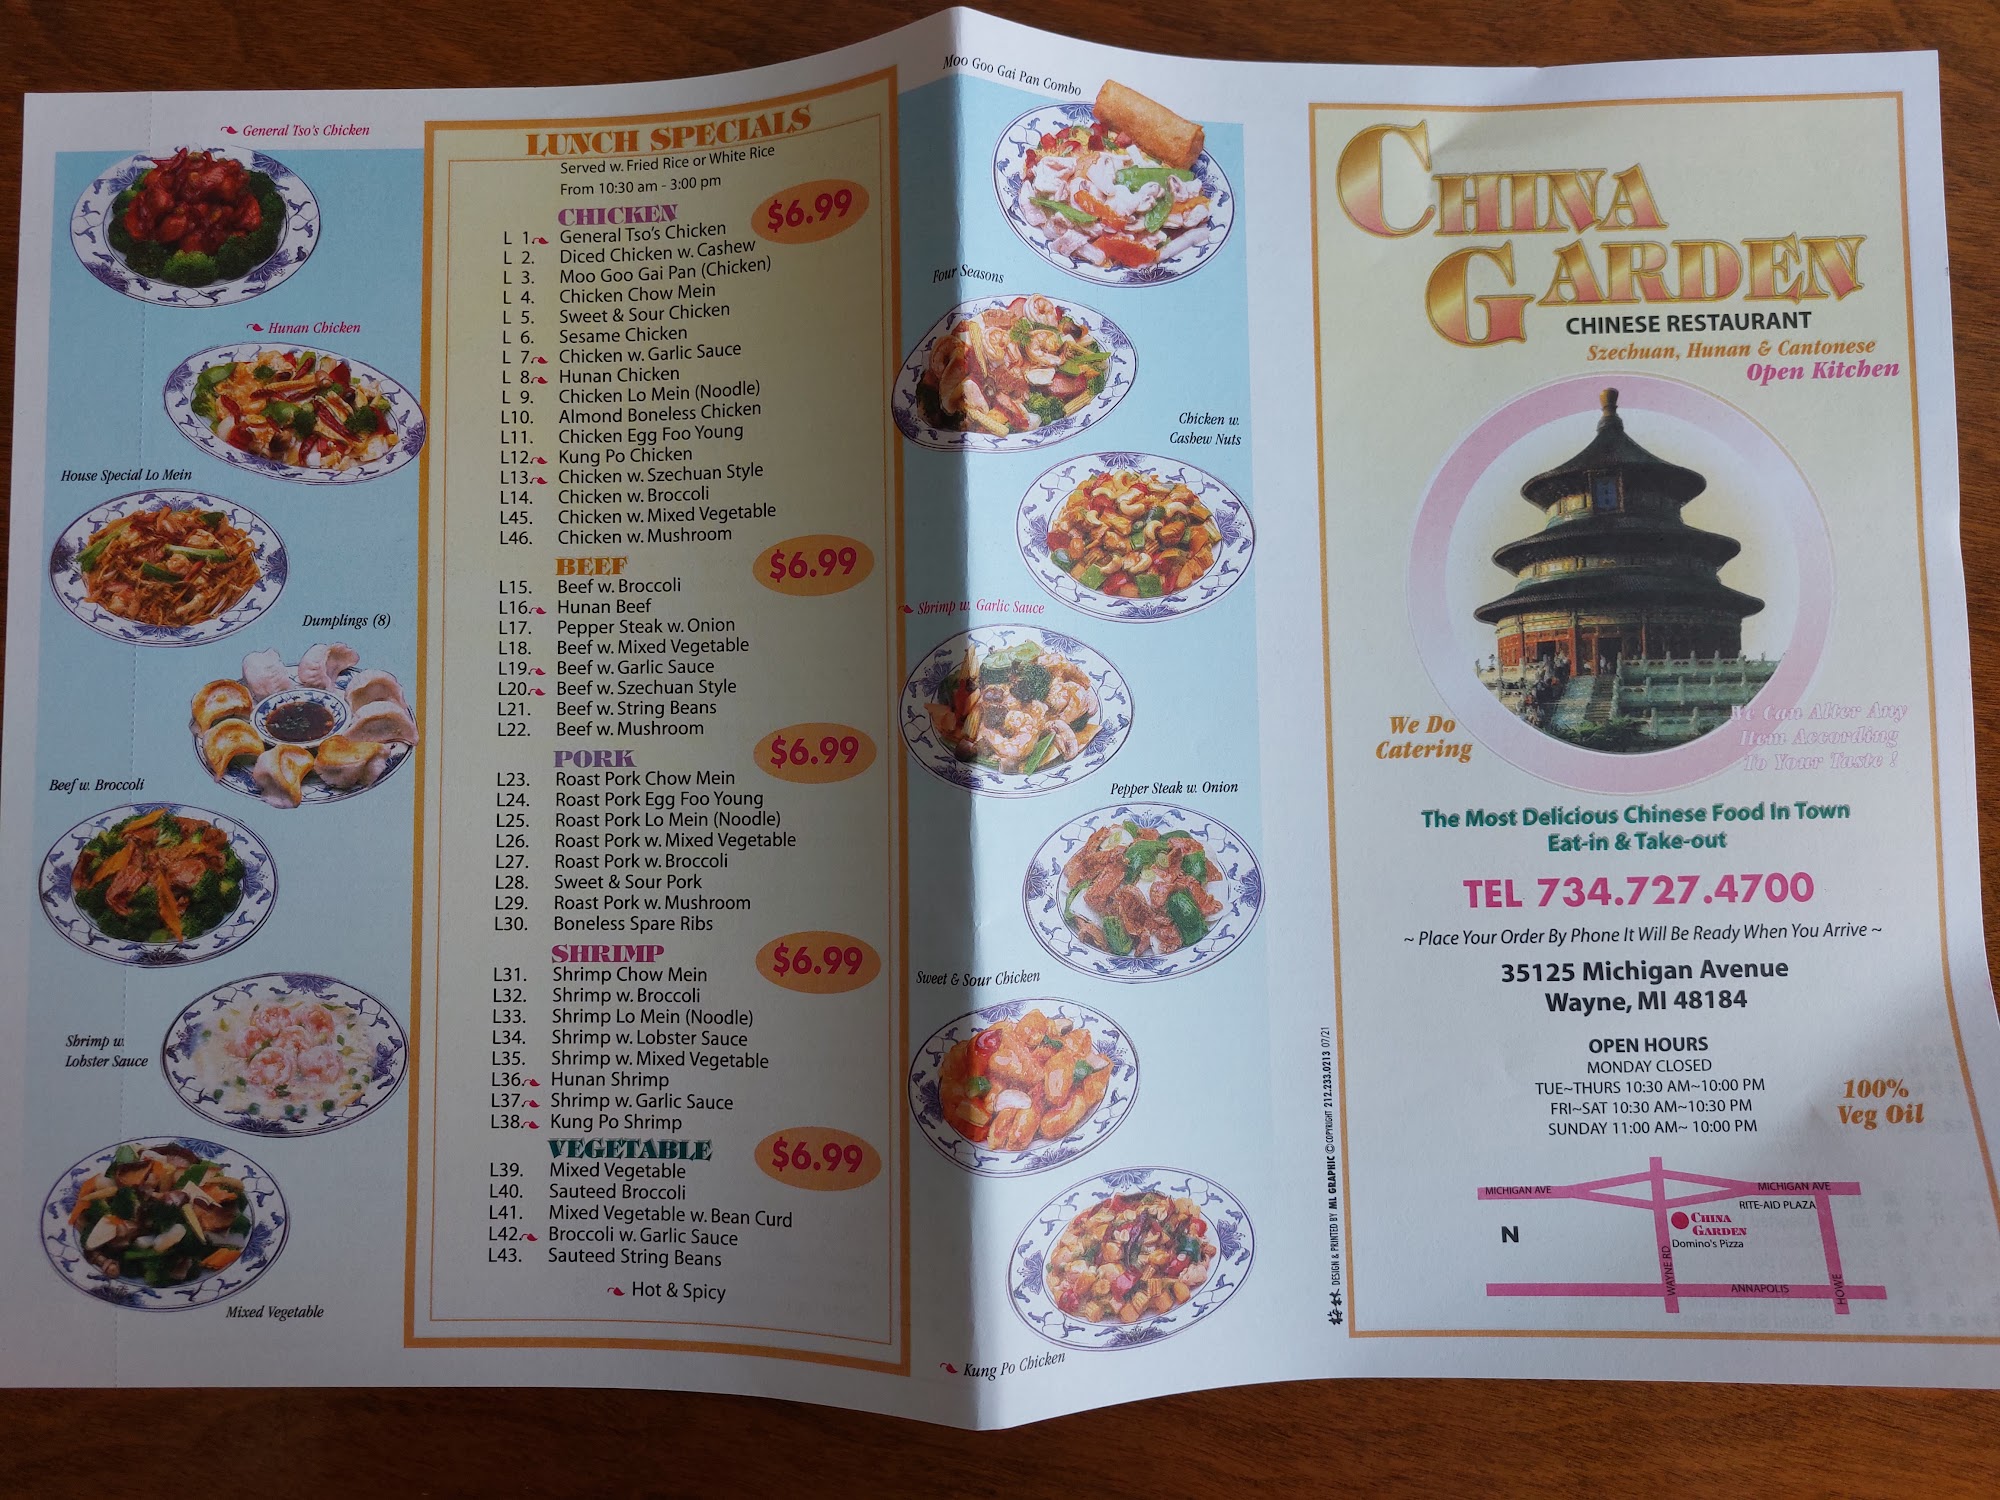 General Tso's Chicken
Hunan Chicken
House Special Lo Mein
Dumplings (8)
Beef w. Broccoli
Shrimp w.
Lobster Sauce
Mixed Vegetable
LUNCH SPECIALS
Served w. Fried Rice or White Rice
From 10:30 am - 3:00 pm
CHICKEN $6.99
L 1. General Tso's Chicken
L 2. Diced Chicken w. Cashew
L 3. Moo Goo Gai Pan (Chicken)
L 4. Chicken Chow Mein
L 5. Sweet & Sour Chicken
L 6. Sesame Chicken
L 7. Chicken w. Garlic Sauce
L 8. Hunan Chicken
L 9. Chicken Lo Mein (Noodle)
L10. Almond Boneless Chicken
L11. Chicken Egg Foo Young
L12. Kung Po Chicken
L13. Chicken w. Szechuan Style
L14. Chicken w. Broccoli
L45. Chicken w. Mixed Vegetable
L46. Chicken w. Mushroom
BEEF $6.99
L15. Beef w. Broccoli
L16. Hunan Beef
L17. Pepper Steak w. Onion
L18. Beef w. Mixed Vegetable
L19. Beef w. Garlic Sauce
L20. Beef w. Szechuan Style
L21. Beef w. String Beans
L22. Beef w. Mushroom
PORK $6.99
L23. Roast Pork Chow Mein
L24. Roast Pork Egg Foo Young
L25. Roast Pork Lo Mein (Noodle)
L26. Roast Pork w. Mixed Vegetable
L27. Roast Pork w. Broccoli
L28. Sweet & Sour Pork
L29. Roast Pork w. Mushroom
L30. Boneless Spare Ribs
SHRIMP $6.99
L31. Shrimp Chow Mein
L32. Shrimp w. Broccoli
L33. Shrimp Lo Mein (Noodle)
L34. Shrimp w. Lobster Sauce
L35. Shrimp w. Mixed Vegetable
L36. Hunan Shrimp
L37. Shrimp w. Garlic Sauce
L38. Kung Po Shrimp
VEGETABLE $6.99
L39. Mixed Vegetable
L40. Sauteed Broccoli
L41. Mixed Vegetable w. Bean Curd
L42. Broccoli w. Garlic Sauce
L43. Sauteed String Beans
Hot & Spicy
Moo Goo Gai Pan Combo
Four Seasons
Chicken w.
Cashew Nuts
Shrimp w. Garlic Sauce
Pepper Steak w. Onion
Sweet & Sour Chicken
Kung Po Chicken
DESIGN & PRINTED BY ML GRAPHIC © COPYRIGHT 212.233.0213 07/21
CHINA
GARDEN
CHINESE RESTAURANT
Szechuan, Hunan & Cantonese
Open Kitchen
We Do
Catering
We Can Alter Any
Item According
To Your Taste !
The Most Delicious Chinese Food In Town
Eat-in & Take-out
TEL 734.727.4700
~ Place Your Order By Phone It Will Be Ready When You Arrive ~
35125 Michigan Avenue
Wayne, MI 48184
OPEN HOURS
MONDAY CLOSED
TUE~THURS 10:30 AM~10:00 PM
FRI~SAT 10:30 AM~10:30 PM
SUNDAY 11:00 AM~ 10:00 PM
100%
Veg Oil
MICHIGAN AVE
MICHIGAN AVE
RITE-AID PLAZA
CHINA
GARDEN
Domino's Pizza
N
WAYNE RD
ANNAPOLIS
HOWE